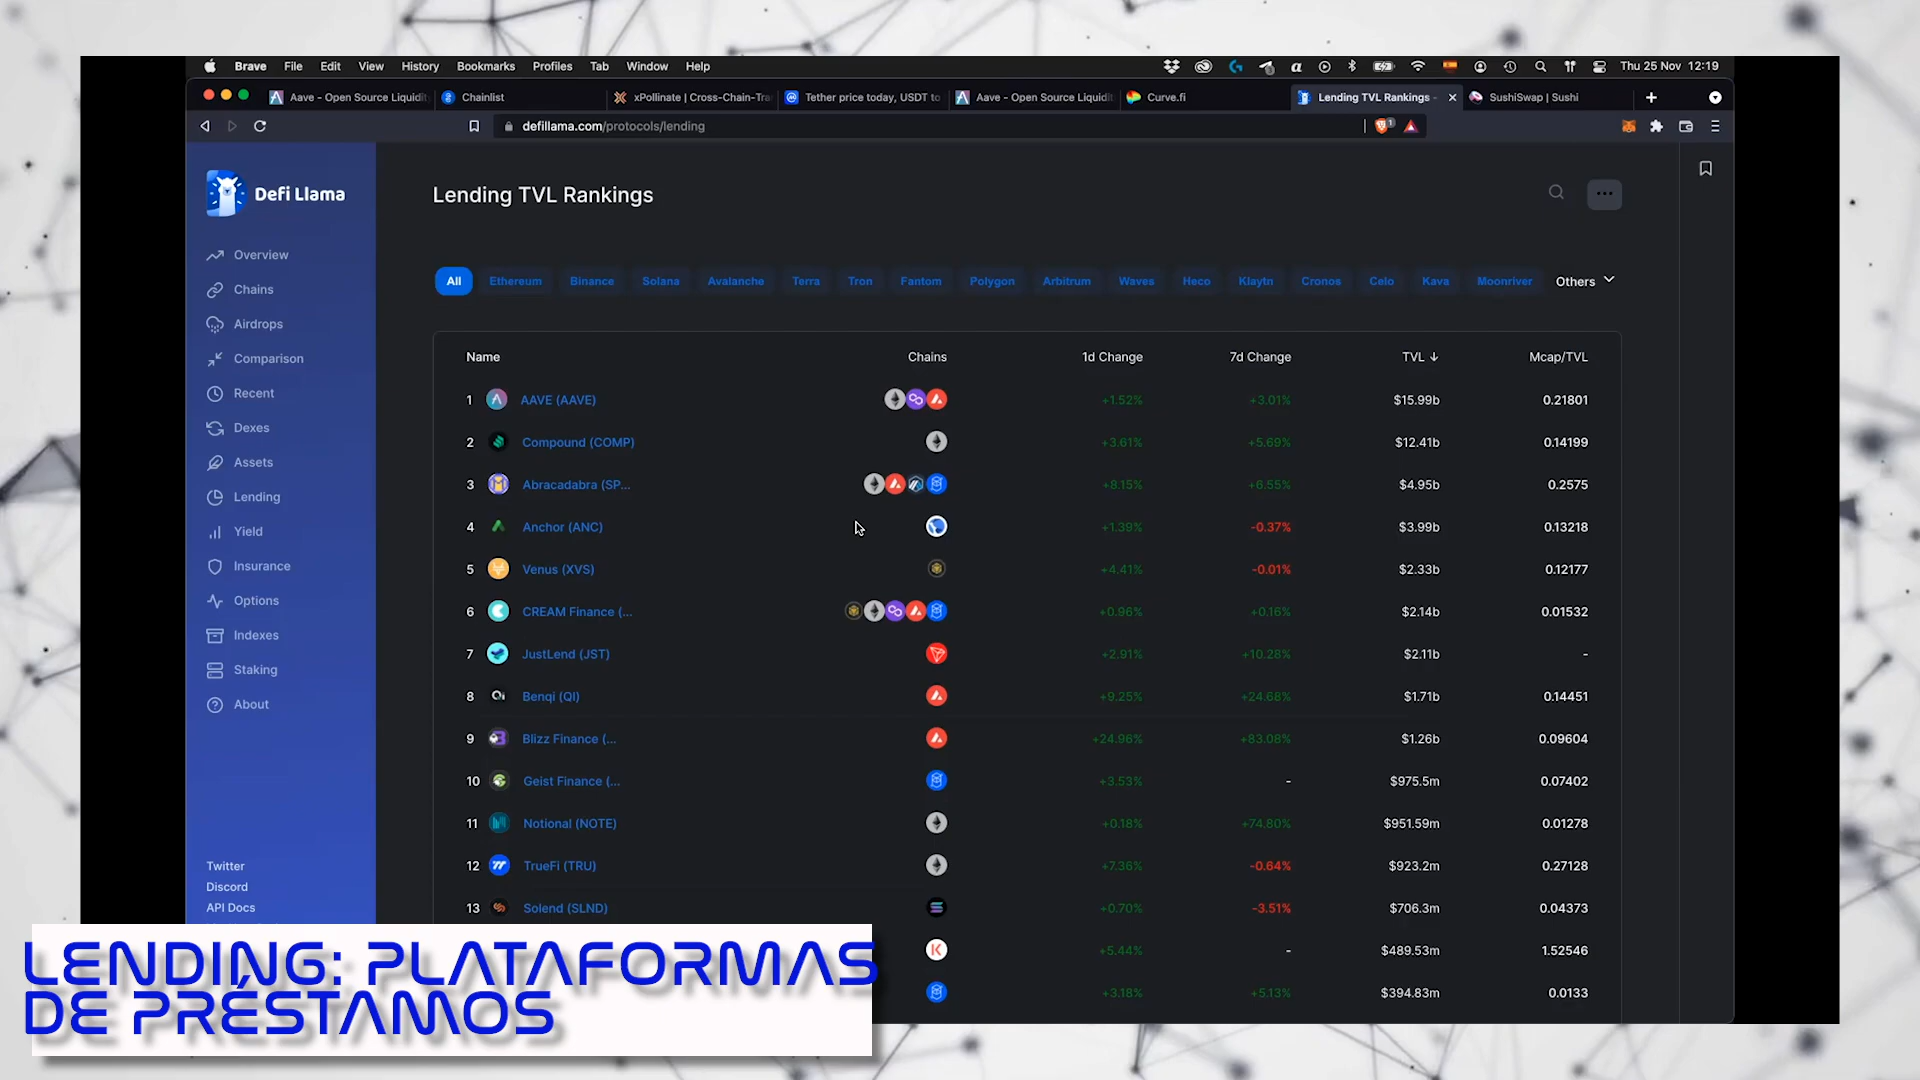 Brave File Edit View History Bookmarks Profiles Tab Window Help Thu 25 Nov 12:19
Aave - Open Source Liquidit Chainlist xPollinate | Cross-Chain-Tra Tether price today, USDT to Aave - Open Source Liquidit Curve.fi Lending TVL Rankings - SushiSwap | Sushi
defillama.com/protocols/lending 1
Defi Llama
Overview
Chains
Airdrops
Comparison
Recent
Dexes
Assets
Lending
Yield
Insurance
Options
Indexes
Staking
About
Twitter
Discord
API Docs
Lending TVL Rankings
All Ethereum Binance Solana Avalanche Terra Tron Fantom Polygon Arbitrum Waves Heco Klaytn Cronos Celo Kava Moonriver Others
Name Chains 1d Change 7d Change TVL ↓ Mcap/TVL
1 AAVE (AAVE) +1.52% +3.01% $15.99b 0.21801
2 Compound (COMP) +3.61% +5.69% $12.41b 0.14199
3 Abracadabra (SP... +8.15% +6.55% $4.95b 0.2575
4 Anchor (ANC) +1.39% -0.37% $3.99b 0.13218
5 Venus (XVS) +4.41% -0.01% $2.33b 0.12177
6 CREAM Finance (... +0.96% +0.16% $2.14b 0.01532
7 JustLend (JST) +2.91% +10.28% $2.11b -
8 Benqi (QI) +9.25% +24.68% $1.71b 0.14451
9 Blizz Finance (... +24.96% +83.08% $1.26b 0.09604
10 Geist Finance (... +3.53% - $975.5m 0.07402
11 Notional (NOTE) +0.18% +74.80% $951.59m 0.01278
12 TrueFi (TRU) +7.36% -0.64% $923.2m 0.27128
13 Solend (SLND) +0.70% -3.51% $706.3m 0.04373
+5.44% - $489.53m 1.52546
+3.18% +5.13% $394.83m 0.0133
LENDING: PLATAFORMAS
DE PRÉSTAMOS